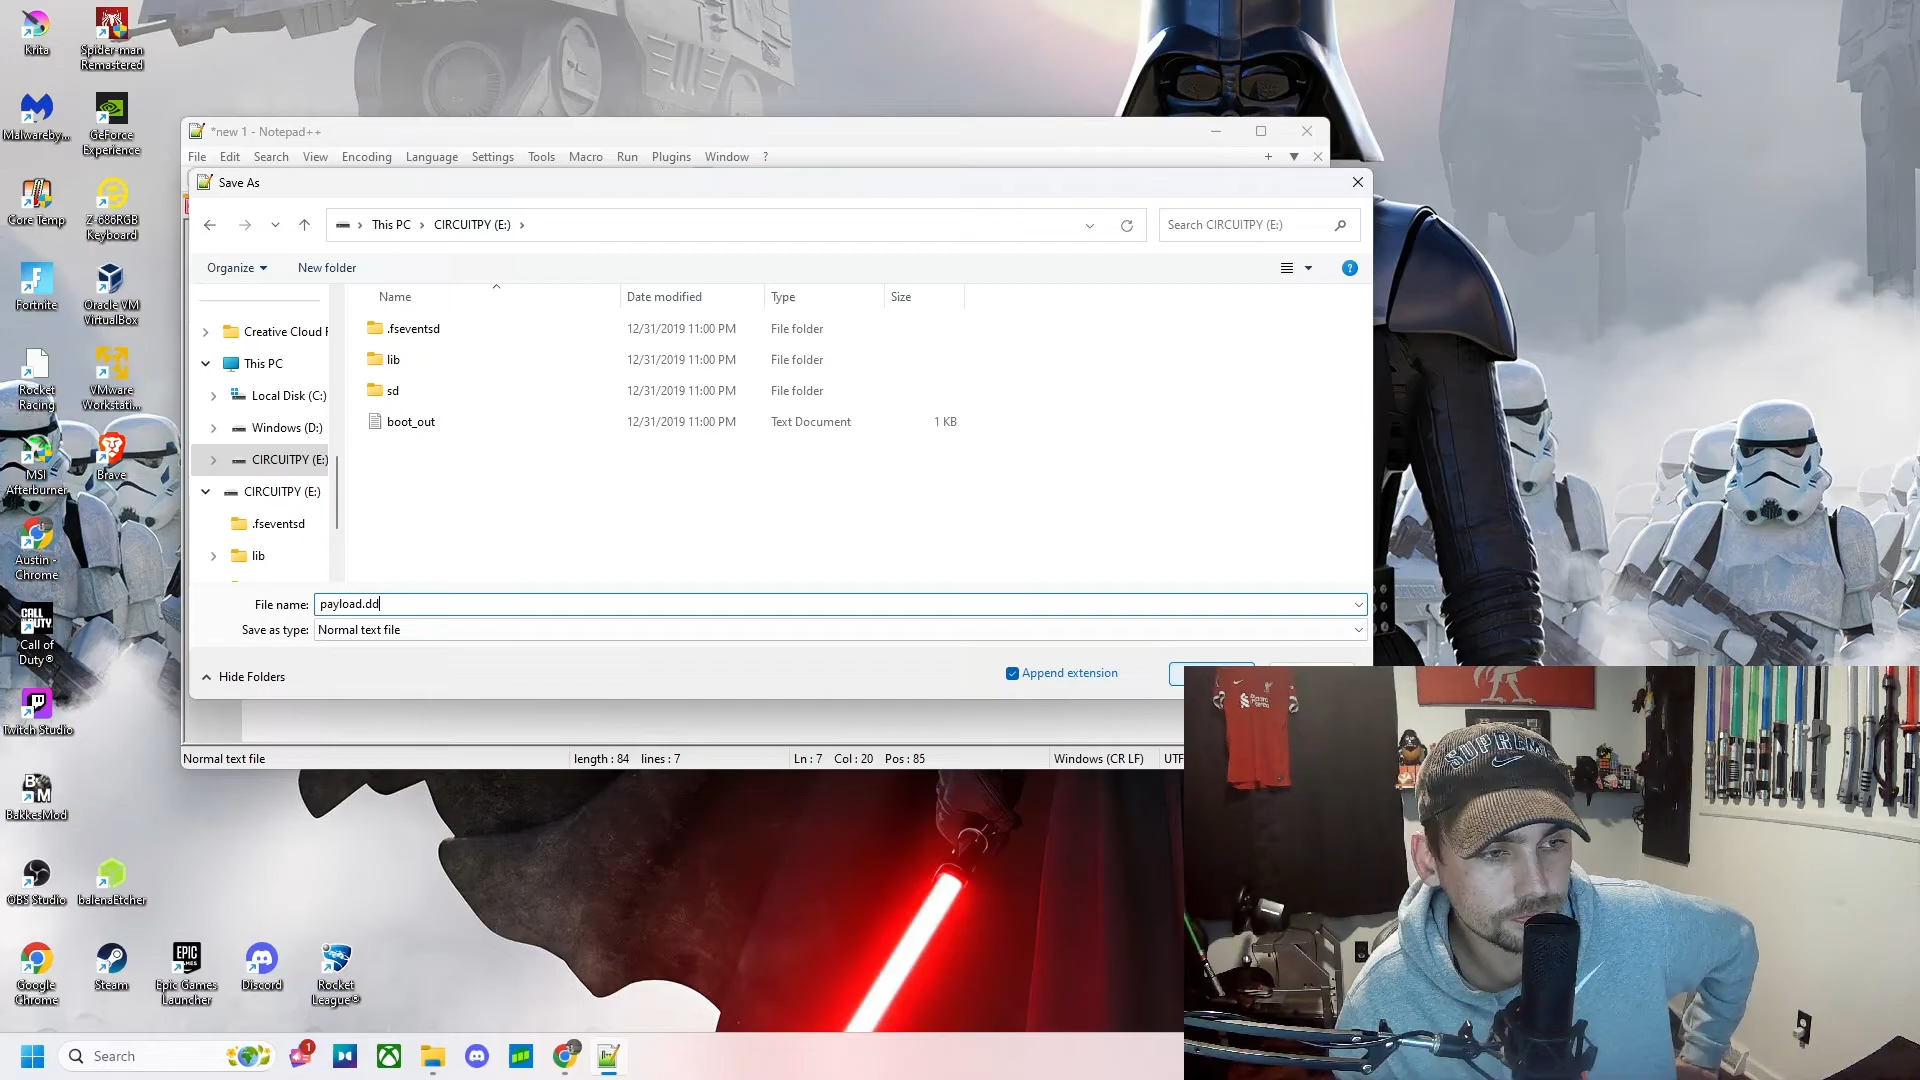 Krita
Spider-man
Remastered
Malwareby...
GeForce
Experience
Core Temp
Z-686RGB
Keyboard
Fortnite
Oracle VM
VirtualBox
Rocket
Racing
VMware
Workstati...
MSI
Afterburner
Brave
Austin -
Chrome
CALL OF DUTY
Call of
Duty®
Twitch Studio
B M
BakkesMod
OBS Studio
balenaEtcher
Google
Chrome
Steam
EPIC
GAMES
Epic Games
Launcher
Discord
Rocket
League®
*new 1 - Notepad++
File Edit Search View Encoding Language Settings Tools Macro Run Plugins Window ?
Save As
This PC > CIRCUITPY (E:) >
Search CIRCUITPY (E:)
Organize
New folder
Name Date modified Type Size
.fseventsd 12/31/2019 11:00 PM File folder
lib 12/31/2019 11:00 PM File folder
sd 12/31/2019 11:00 PM File folder
boot_out 12/31/2019 11:00 PM Text Document 1 KB
Creative Cloud F
This PC
Local Disk (C:)
Windows (D:)
CIRCUITPY (E:)
CIRCUITPY (E:)
.fseventsd
lib
File name: payload.dd
Save as type: Normal text file
Hide Folders
Append extension
Normal text file length : 84 lines : 7 Ln : 7 Col : 20 Pos : 85 Windows (CR LF) UTF
SUPREME
Search
1